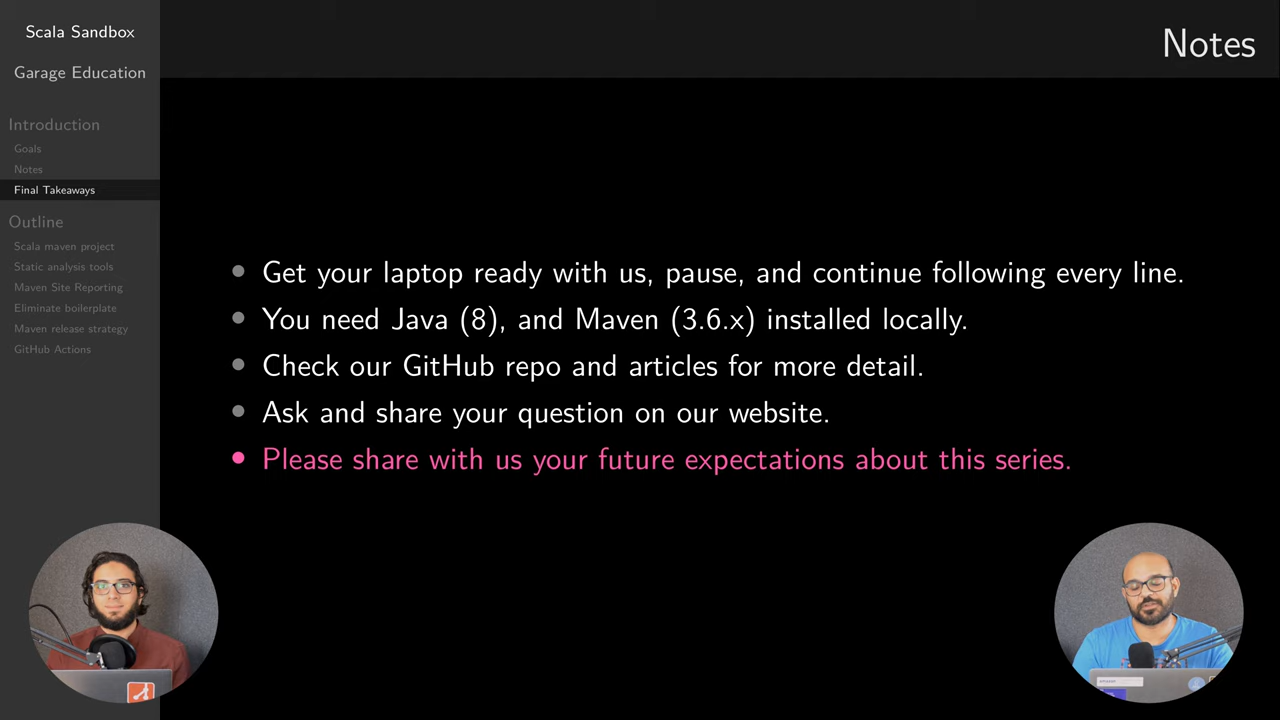 Scala Sandbox
Garage Education
Introduction
Goals
Notes
Final Takeaways
Outline
Scala maven project
Static analysis tools
Maven Site Reporting
Eliminate boilerplate
Maven release strategy
GitHub Actions
Notes
Get your laptop ready with us, pause, and continue following every line.
You need Java (8), and Maven (3.6.x) installed locally.
Check our GitHub repo and articles for more detail.
Ask and share your question on our website.
Please share with us your future expectations about this series.